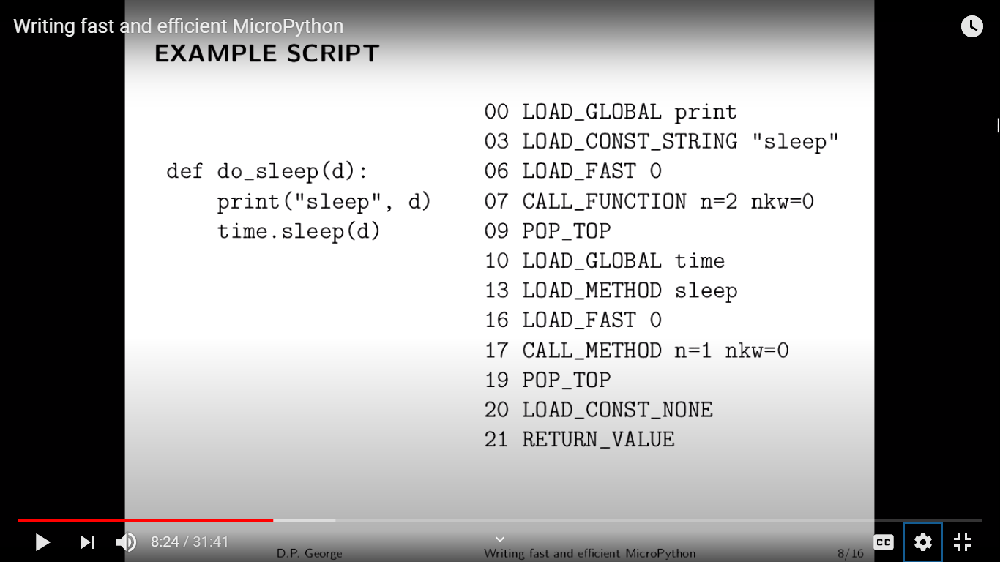 Writing fast and efficient MicroPython
EXAMPLE SCRIPT
def do_sleep(d):
    print("sleep", d)
    time.sleep(d)
00 LOAD_GLOBAL print
03 LOAD_CONST_STRING "sleep"
06 LOAD_FAST 0
07 CALL_FUNCTION n=2 nkw=0
09 POP_TOP
10 LOAD_GLOBAL time
13 LOAD_METHOD sleep
16 LOAD_FAST 0
17 CALL_METHOD n=1 nkw=0
19 POP_TOP
20 LOAD_CONST_NONE
21 RETURN_VALUE
8:24 / 31:41
CC
D.P. George Writing fast and efficient MicroPython 8/16